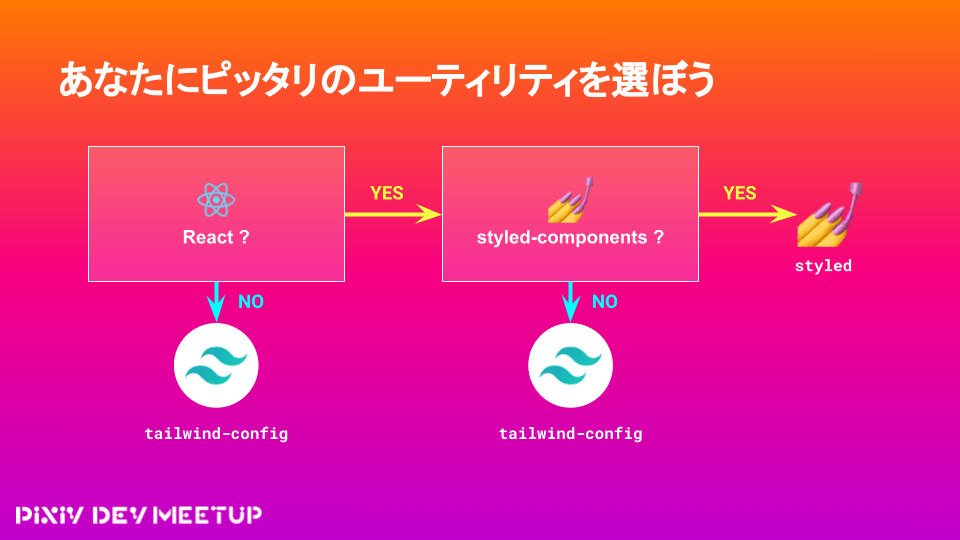 あなたにピッタリのユーティリティを選ぼう
React ?
YES
styled-components ?
YES
styled
NO
NO
tailwind-config
tailwind-config
PIXIV DEV MEETUP